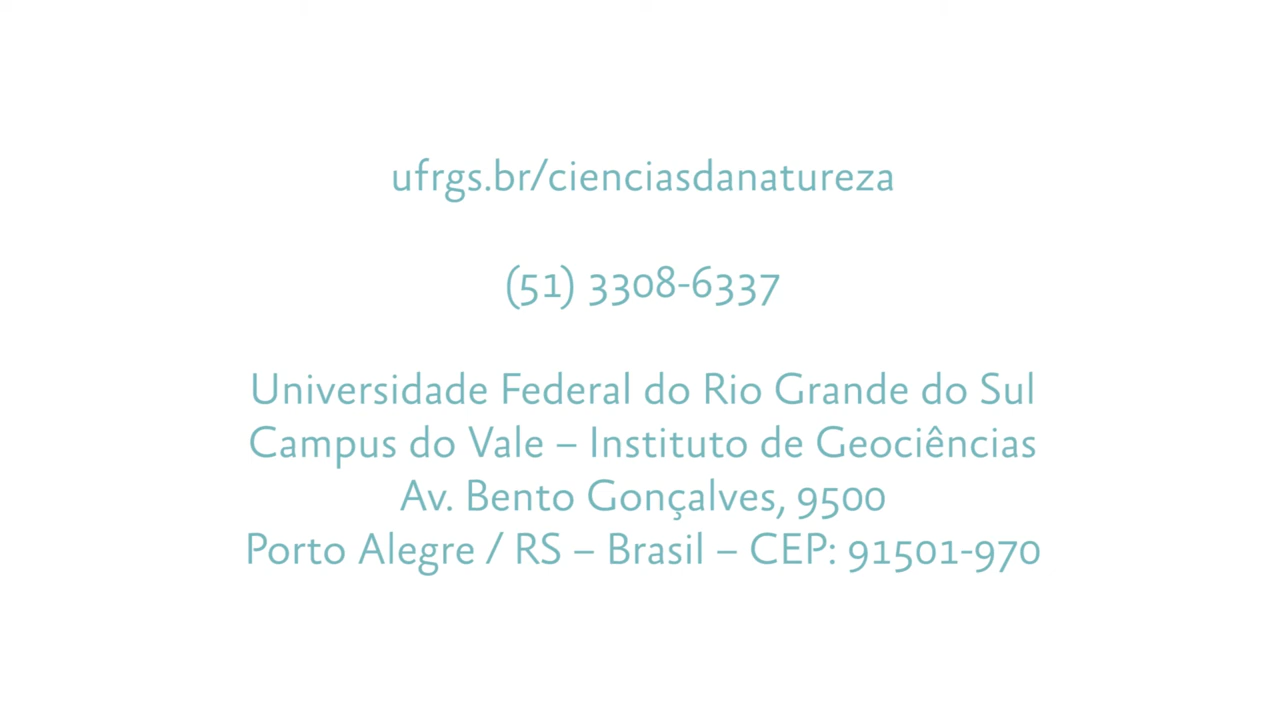 ufrgs.br/cienciasdanatureza
(51) 3308-6337
Universidade Federal do Rio Grande do Sul
Campus do Vale – Instituto de Geociências
Av. Bento Gonçalves, 9500
Porto Alegre / RS – Brasil – CEP: 91501-970